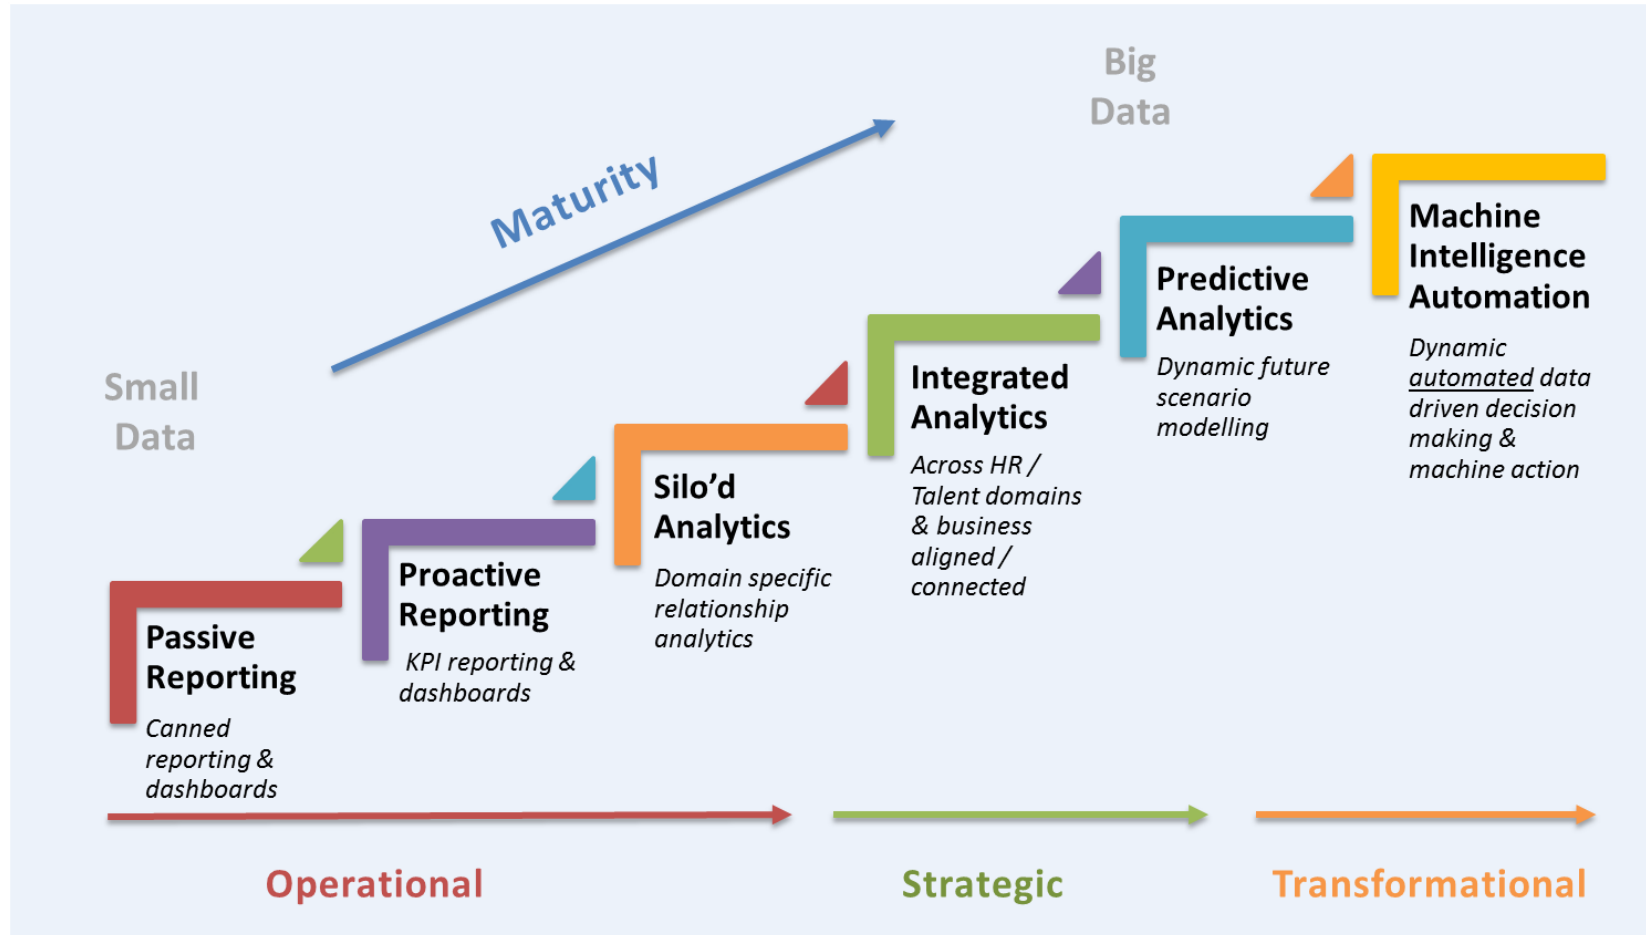 Big
Data
Maturity
Small
Data
Passive
Reporting
Canned
reporting &
dashboards
Proactive
Reporting
KPI reporting &
dashboards
Silo’d
Analytics
Domain specific
relationship
analytics
Integrated
Analytics
Across HR /
Talent domains
& business
aligned /
connected
Predictive
Analytics
Dynamic future
scenario
modelling
Machine
Intelligence
Automation
Dynamic
automated data
driven decision
making &
machine action
Operational
Strategic
Transformational